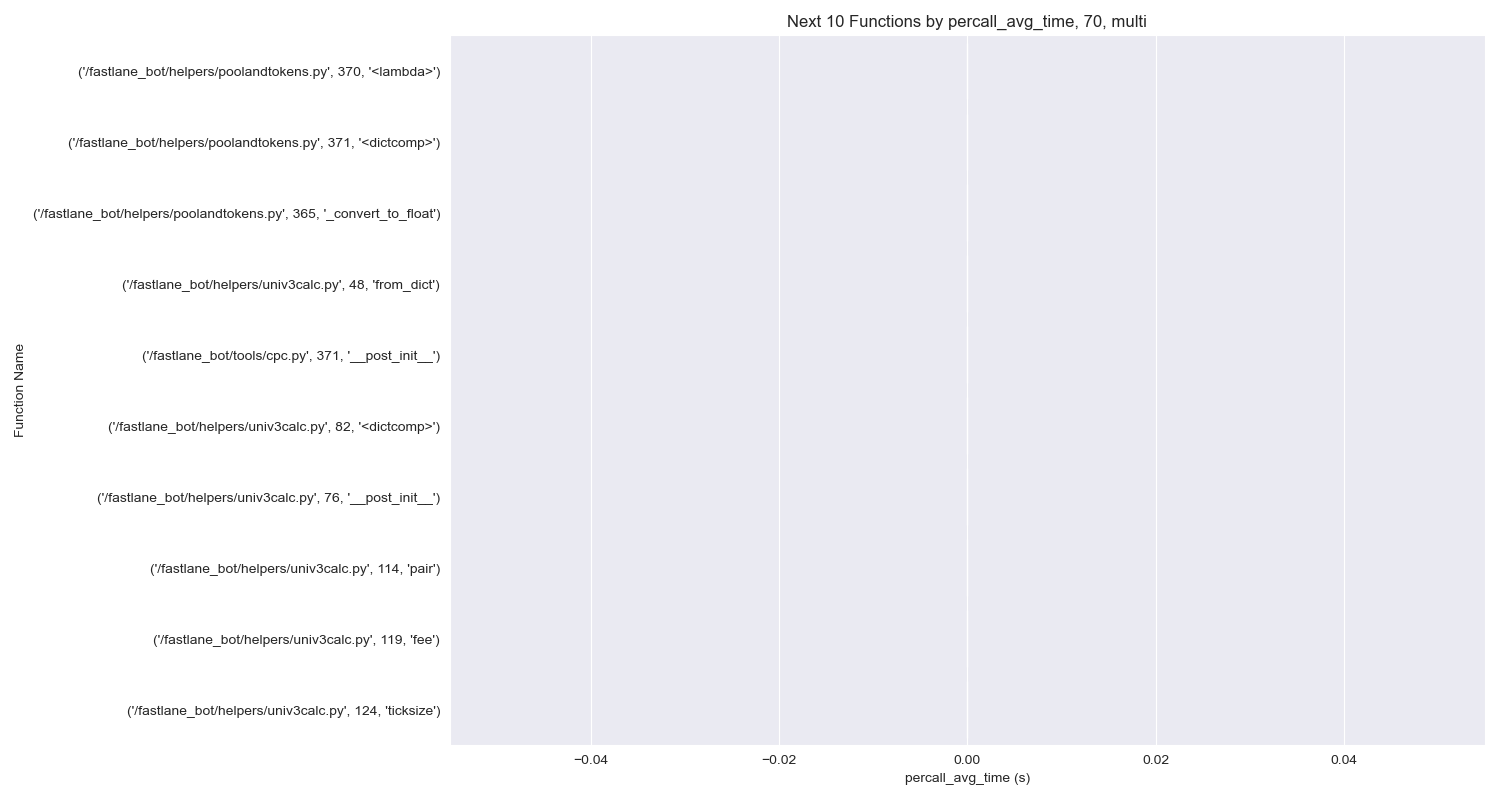 Next 10 Functions by percall_avg_time, 70, multi
('/fastlane_bot/helpers/poolandtokens.py', 370, '<lambda>')
('/fastlane_bot/helpers/poolandtokens.py', 371, '<dictcomp>')
('/fastlane_bot/helpers/poolandtokens.py', 365, '_convert_to_float')
('/fastlane_bot/helpers/univ3calc.py', 48, 'from_dict')
('/fastlane_bot/tools/cpc.py', 371, '__post_init__')
('/fastlane_bot/helpers/univ3calc.py', 82, '<dictcomp>')
('/fastlane_bot/helpers/univ3calc.py', 76, '__post_init__')
('/fastlane_bot/helpers/univ3calc.py', 114, 'pair')
('/fastlane_bot/helpers/univ3calc.py', 119, 'fee')
('/fastlane_bot/helpers/univ3calc.py', 124, 'ticksize')
Function Name
−0.04 −0.02 0.00 0.02 0.04
percall_avg_time (s)